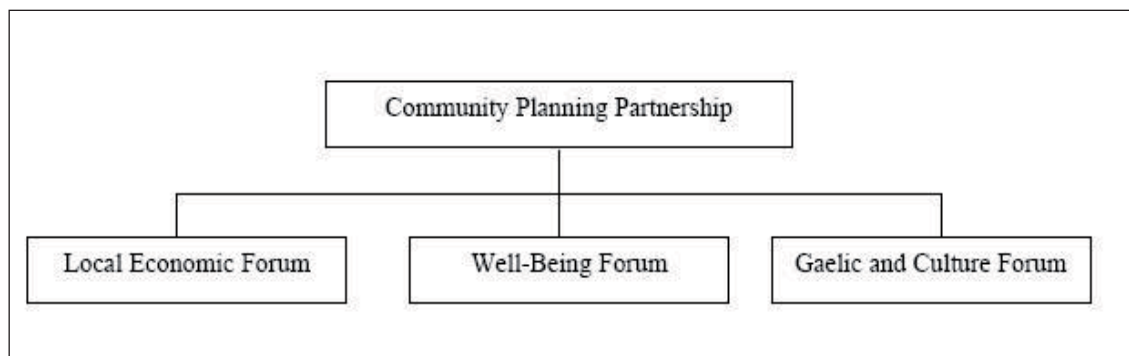 Community Planning Partnership
Local Economic Forum
Well-Being Forum
Gaelic and Culture Forum